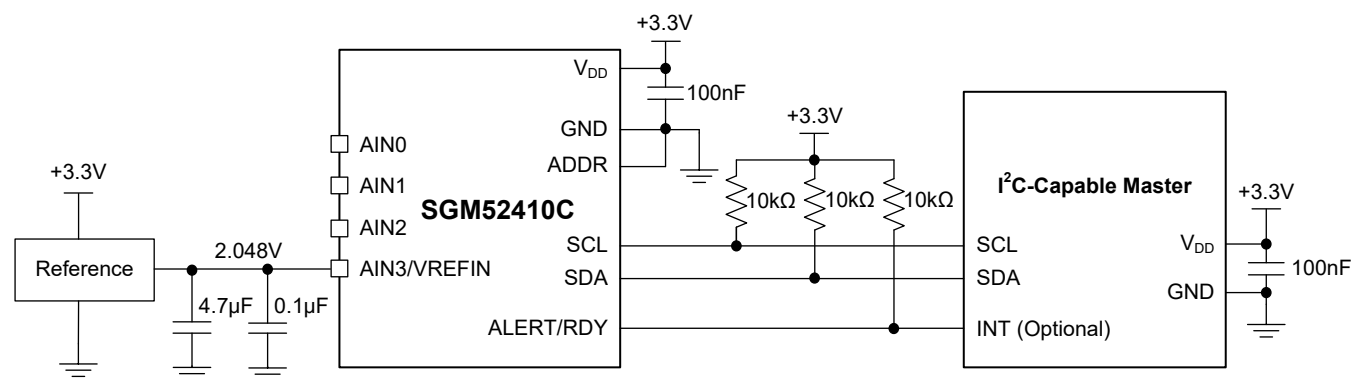 +3.3V
V_DD
100nF
GND
ADDR
AIN0
AIN1
AIN2
AIN3/VREFIN
SGM52410C
SCL
SDA
ALERT/RDY
+3.3V
Reference
2.048V
4.7µF
0.1µF
+3.3V
10kΩ
10kΩ
10kΩ
I²C-Capable Master
SCL
SDA
INT (Optional)
V_DD
GND
+3.3V
100nF